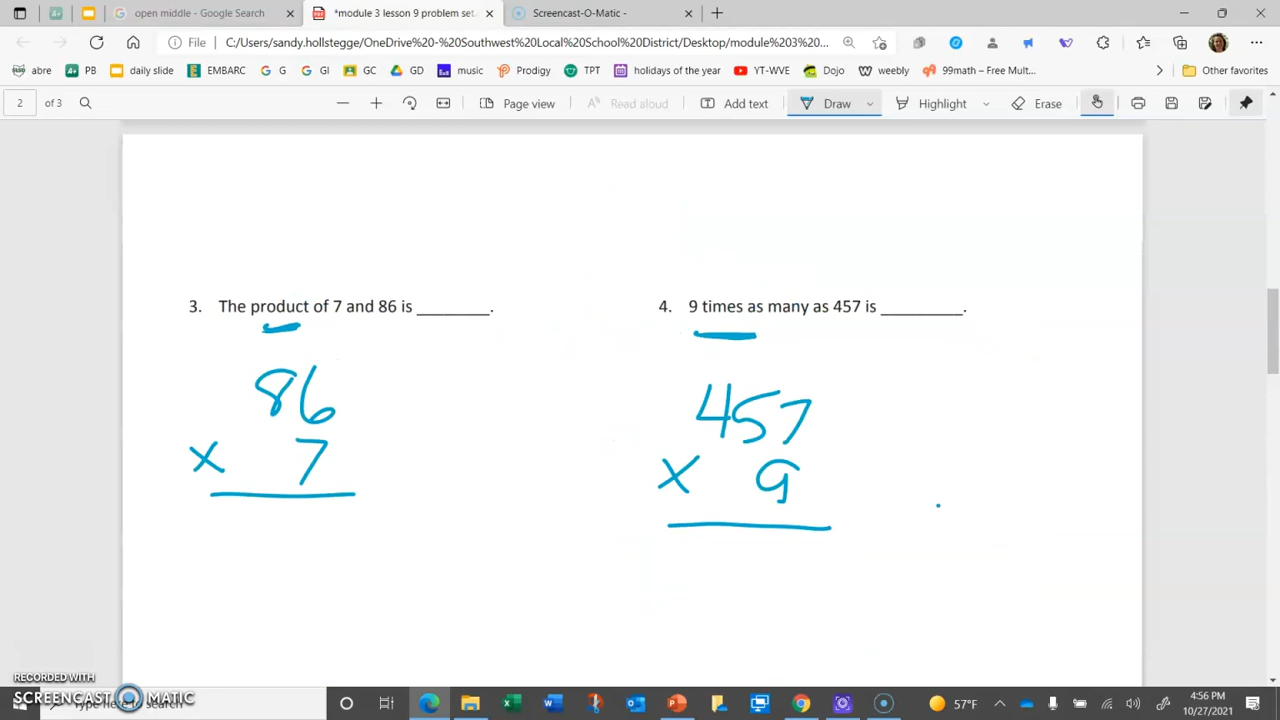 open middle - Google Search
*module 3 lesson 9 problem set.
Screencast-O-Matic -
File
C:/Users/sandy.hollstegge/OneDrive%20-%20Southwest%20Local%20School%20District/Desktop/module%203%...
abre
PB
daily slide
EMBARC
G
GI
GC
GD
music
Prodigy
TPT
holidays of the year
YT-WVE
Dojo
weebly
99math – Free Mult...
Other favorites
2 of 3
Page view
Read aloud
Add text
Draw
Highlight
Erase
3. The product of 7 and 86 is ________.
86
x 7
4. 9 times as many as 457 is _________.
457
x 9
RECORDED WITH
SCREENCAST-O-MATIC
57°F
4:56 PM
10/27/2021